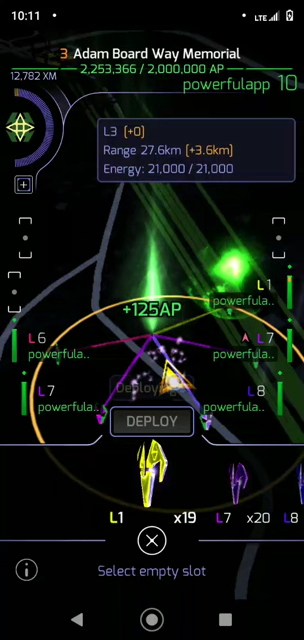 10:11
LTE
3 Adam Board Way Memorial
2,253,366 / 2,000,000 AP
12,782 XM
powerfulapp 10
L3 (+0)
Range 27.6km (+3.6km)
Energy: 21,000 / 21,000
L1
powerfula..
+125AP
L6
powerfula..
L7
powerfula..
L7
powerfula..
L8
powerfula..
DEPLOY
L1 x19 L7 x20 L8
Select empty slot